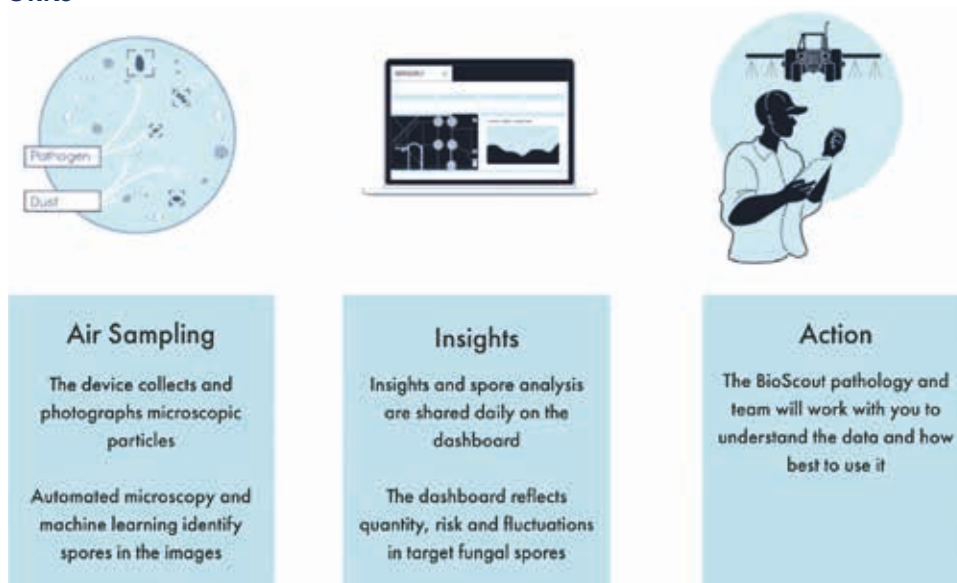 Pathogen
Dust
Air Sampling
The device collects and
photographs microscopic
particles
Automated microscopy and
machine learning identify
spores in the images
Insights
Insights and spore analysis
are shared daily on the
dashboard
The dashboard reflects
quantity, risk and fluctuations
in target fungal spores
Action
The BioScout pathology and
team will work with you to
understand the data and how
best to use it